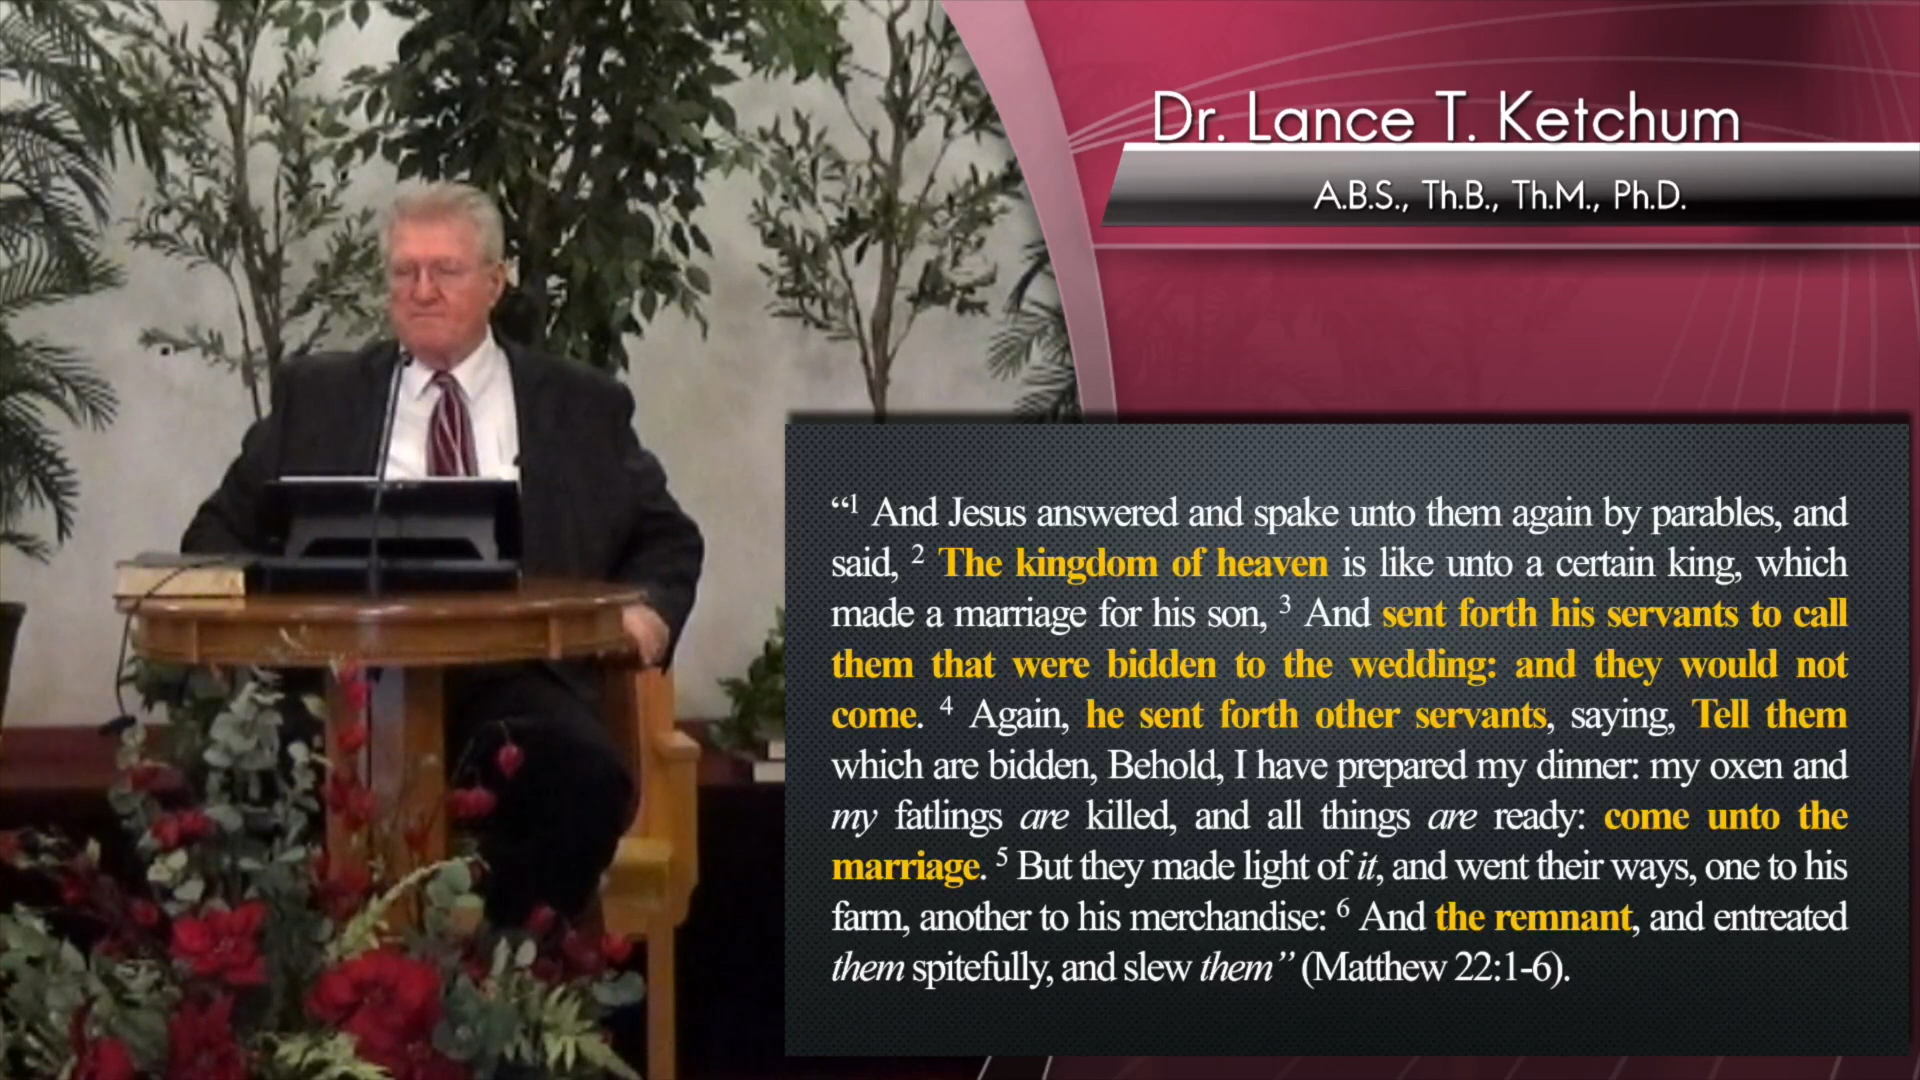 Dr. Lance T. Ketchum
A.B.S., Th.B., Th.M., Ph.D.
“1 And Jesus answered and spake unto them again by parables, and
said, 2 The kingdom of heaven is like unto a certain king, which
made a marriage for his son, 3 And sent forth his servants to call
them that were bidden to the wedding: and they would not
come. 4 Again, he sent forth other servants, saying, Tell them
which are bidden, Behold, I have prepared my dinner: my oxen and
my fatlings are killed, and all things are ready: come unto the
marriage. 5 But they made light of it, and went their ways, one to his
farm, another to his merchandise: 6 And the remnant, and entreated
them spitefully, and slew them” (Matthew 22:1-6).